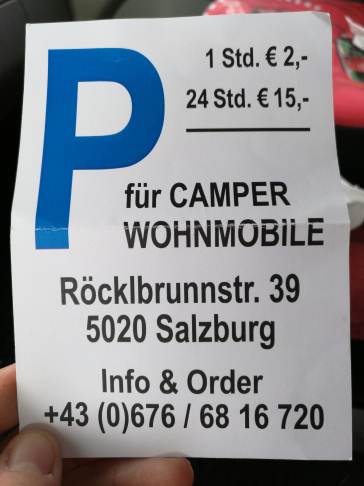 P
1 Std. € 2,-
24 Std. € 15,-
für CAMPER
WOHNMOBILE
Röcklbrunnstr. 39
5020 Salzburg
Info & Order
+43 (0)676 / 68 16 720